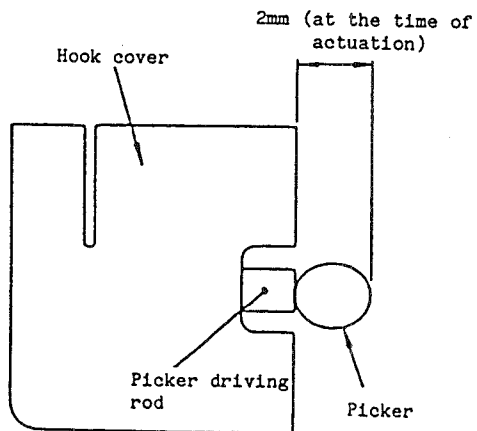 2mm (at the time of
actuation)
Hook cover
Picker driving
rod
Picker